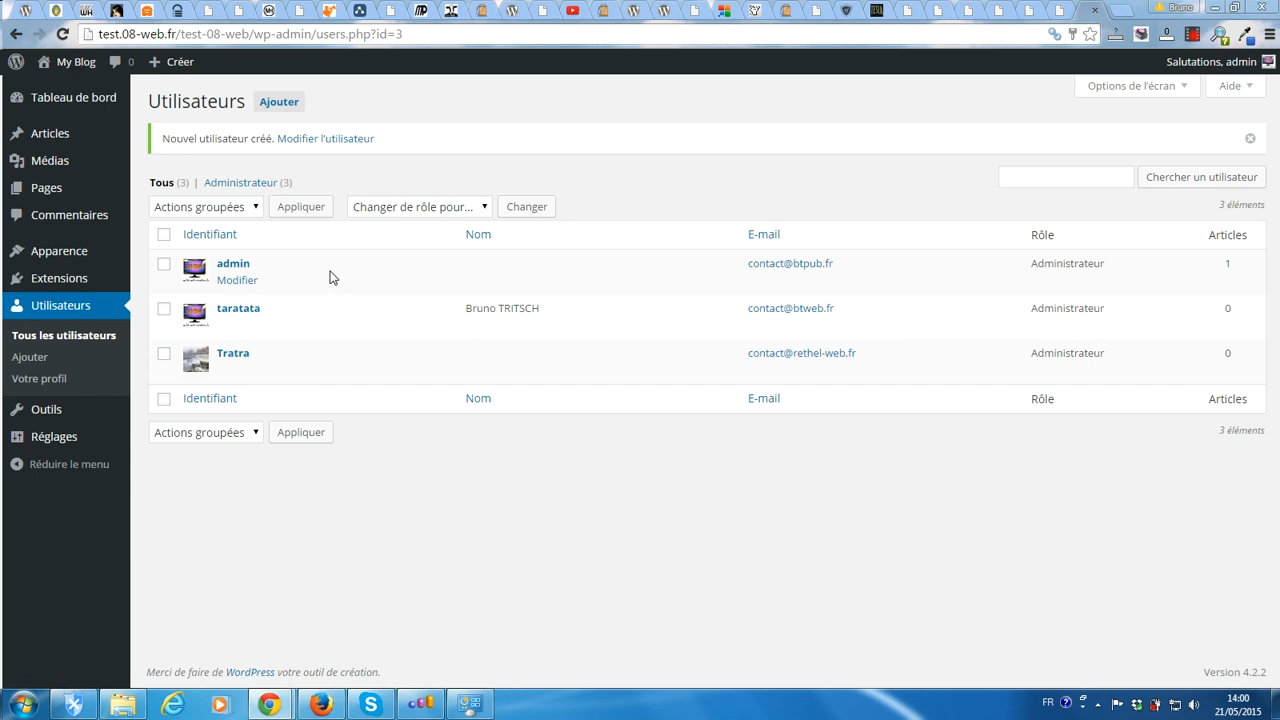 Bruno
test.08-web.fr/test-08-web/wp-admin/users.php?id=3
My Blog 0 Créer Salutations, admin
Options de l'écran Aide
Tableau de bord
Articles
Médias
Pages
Commentaires
Apparence
Extensions
Utilisateurs
Tous les utilisateurs
Ajouter
Votre profil
Outils
Réglages
Réduire le menu
Utilisateurs Ajouter
Nouvel utilisateur créé. Modifier l'utilisateur
Tous (3) | Administrateur (3)
Chercher un utilisateur
Actions groupées Appliquer Changer de rôle pour... Changer
3 éléments
Identifiant Nom E-mail Rôle Articles
admin contact@btpub.fr Administrateur 1
Modifier
taratata Bruno TRITSCH contact@btweb.fr Administrateur 0
Tratra contact@rethel-web.fr Administrateur 0
Identifiant Nom E-mail Rôle Articles
Actions groupées Appliquer
3 éléments
Merci de faire de WordPress votre outil de création.
Version 4.2.2
FR
14:00
21/05/2015